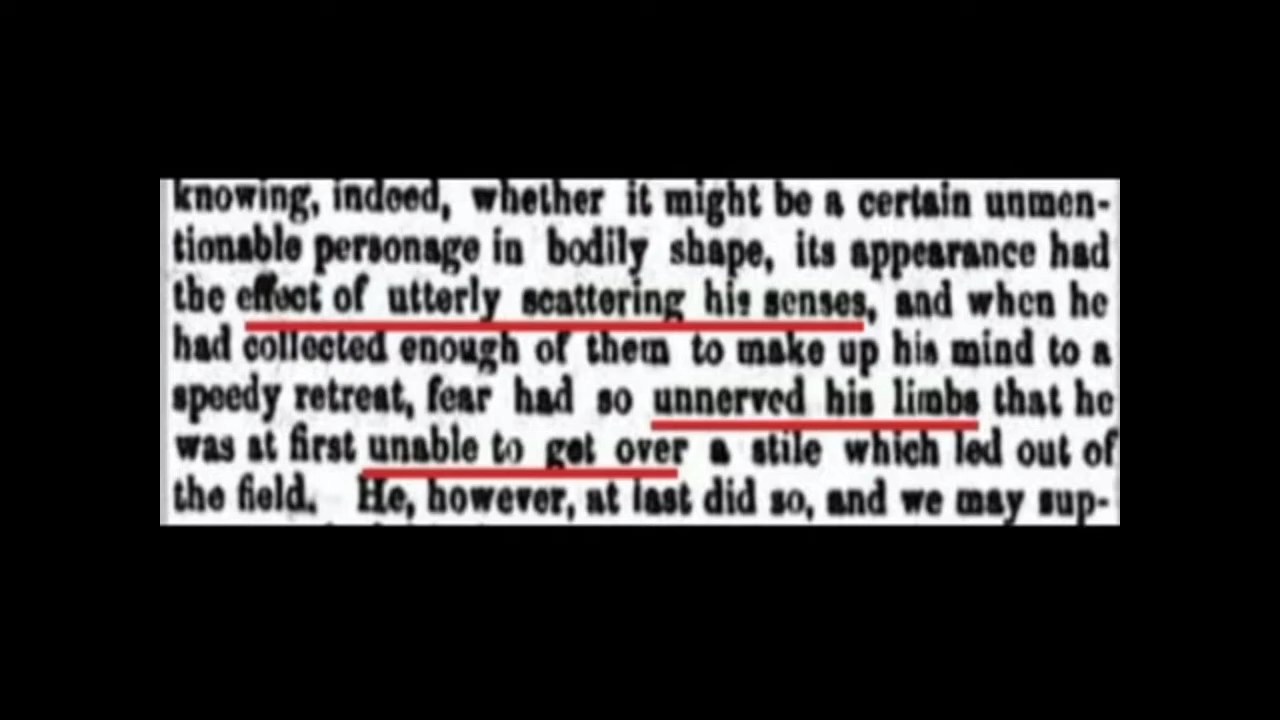 knowing, indeed, whether it might be a certain unmen-
tionable personage in bodily shape, its appearance had
the effect of utterly scattering his senses, and when he
had collected enough of them to make up his mind to a
speedy retreat, fear had so unnerved his limbs that he
was at first unable to get over a stile which led out of
the field. He, however, at last did so, and we may sup-